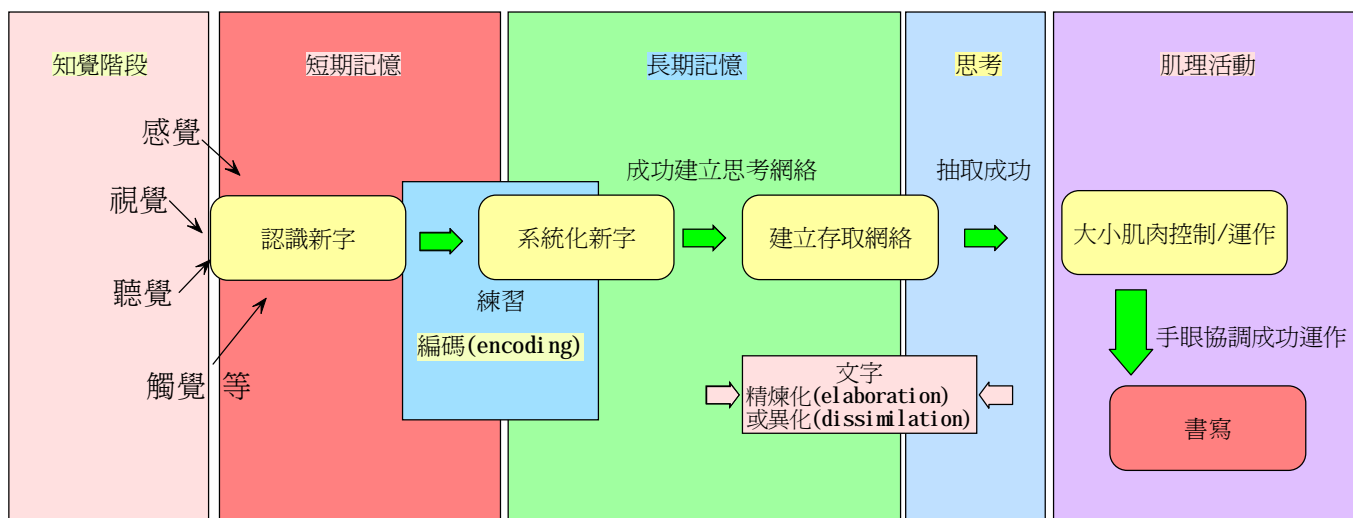 知覺階段
短期記憶
長期記憶
思考
肌理活動
感覺
視覺
聽覺
觸覺 等
成功建立思考網絡
抽取成功
認識新字
系統化新字
建立存取網絡
大小肌肉控制/運作
練習
編碼(encoding)
手眼協調成功運作
文字
精煉化(elaboration)
或異化(dissimilation)
書寫